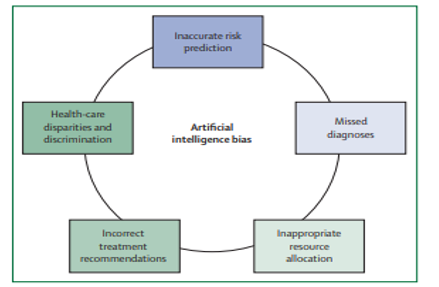 Inaccurate risk
prediction
Health-care
disparities and
discrimination
Artificial
intelligence bias
Missed
diagnoses
Incorrect
treatment
recommendations
Inappropriate
resource
allocation